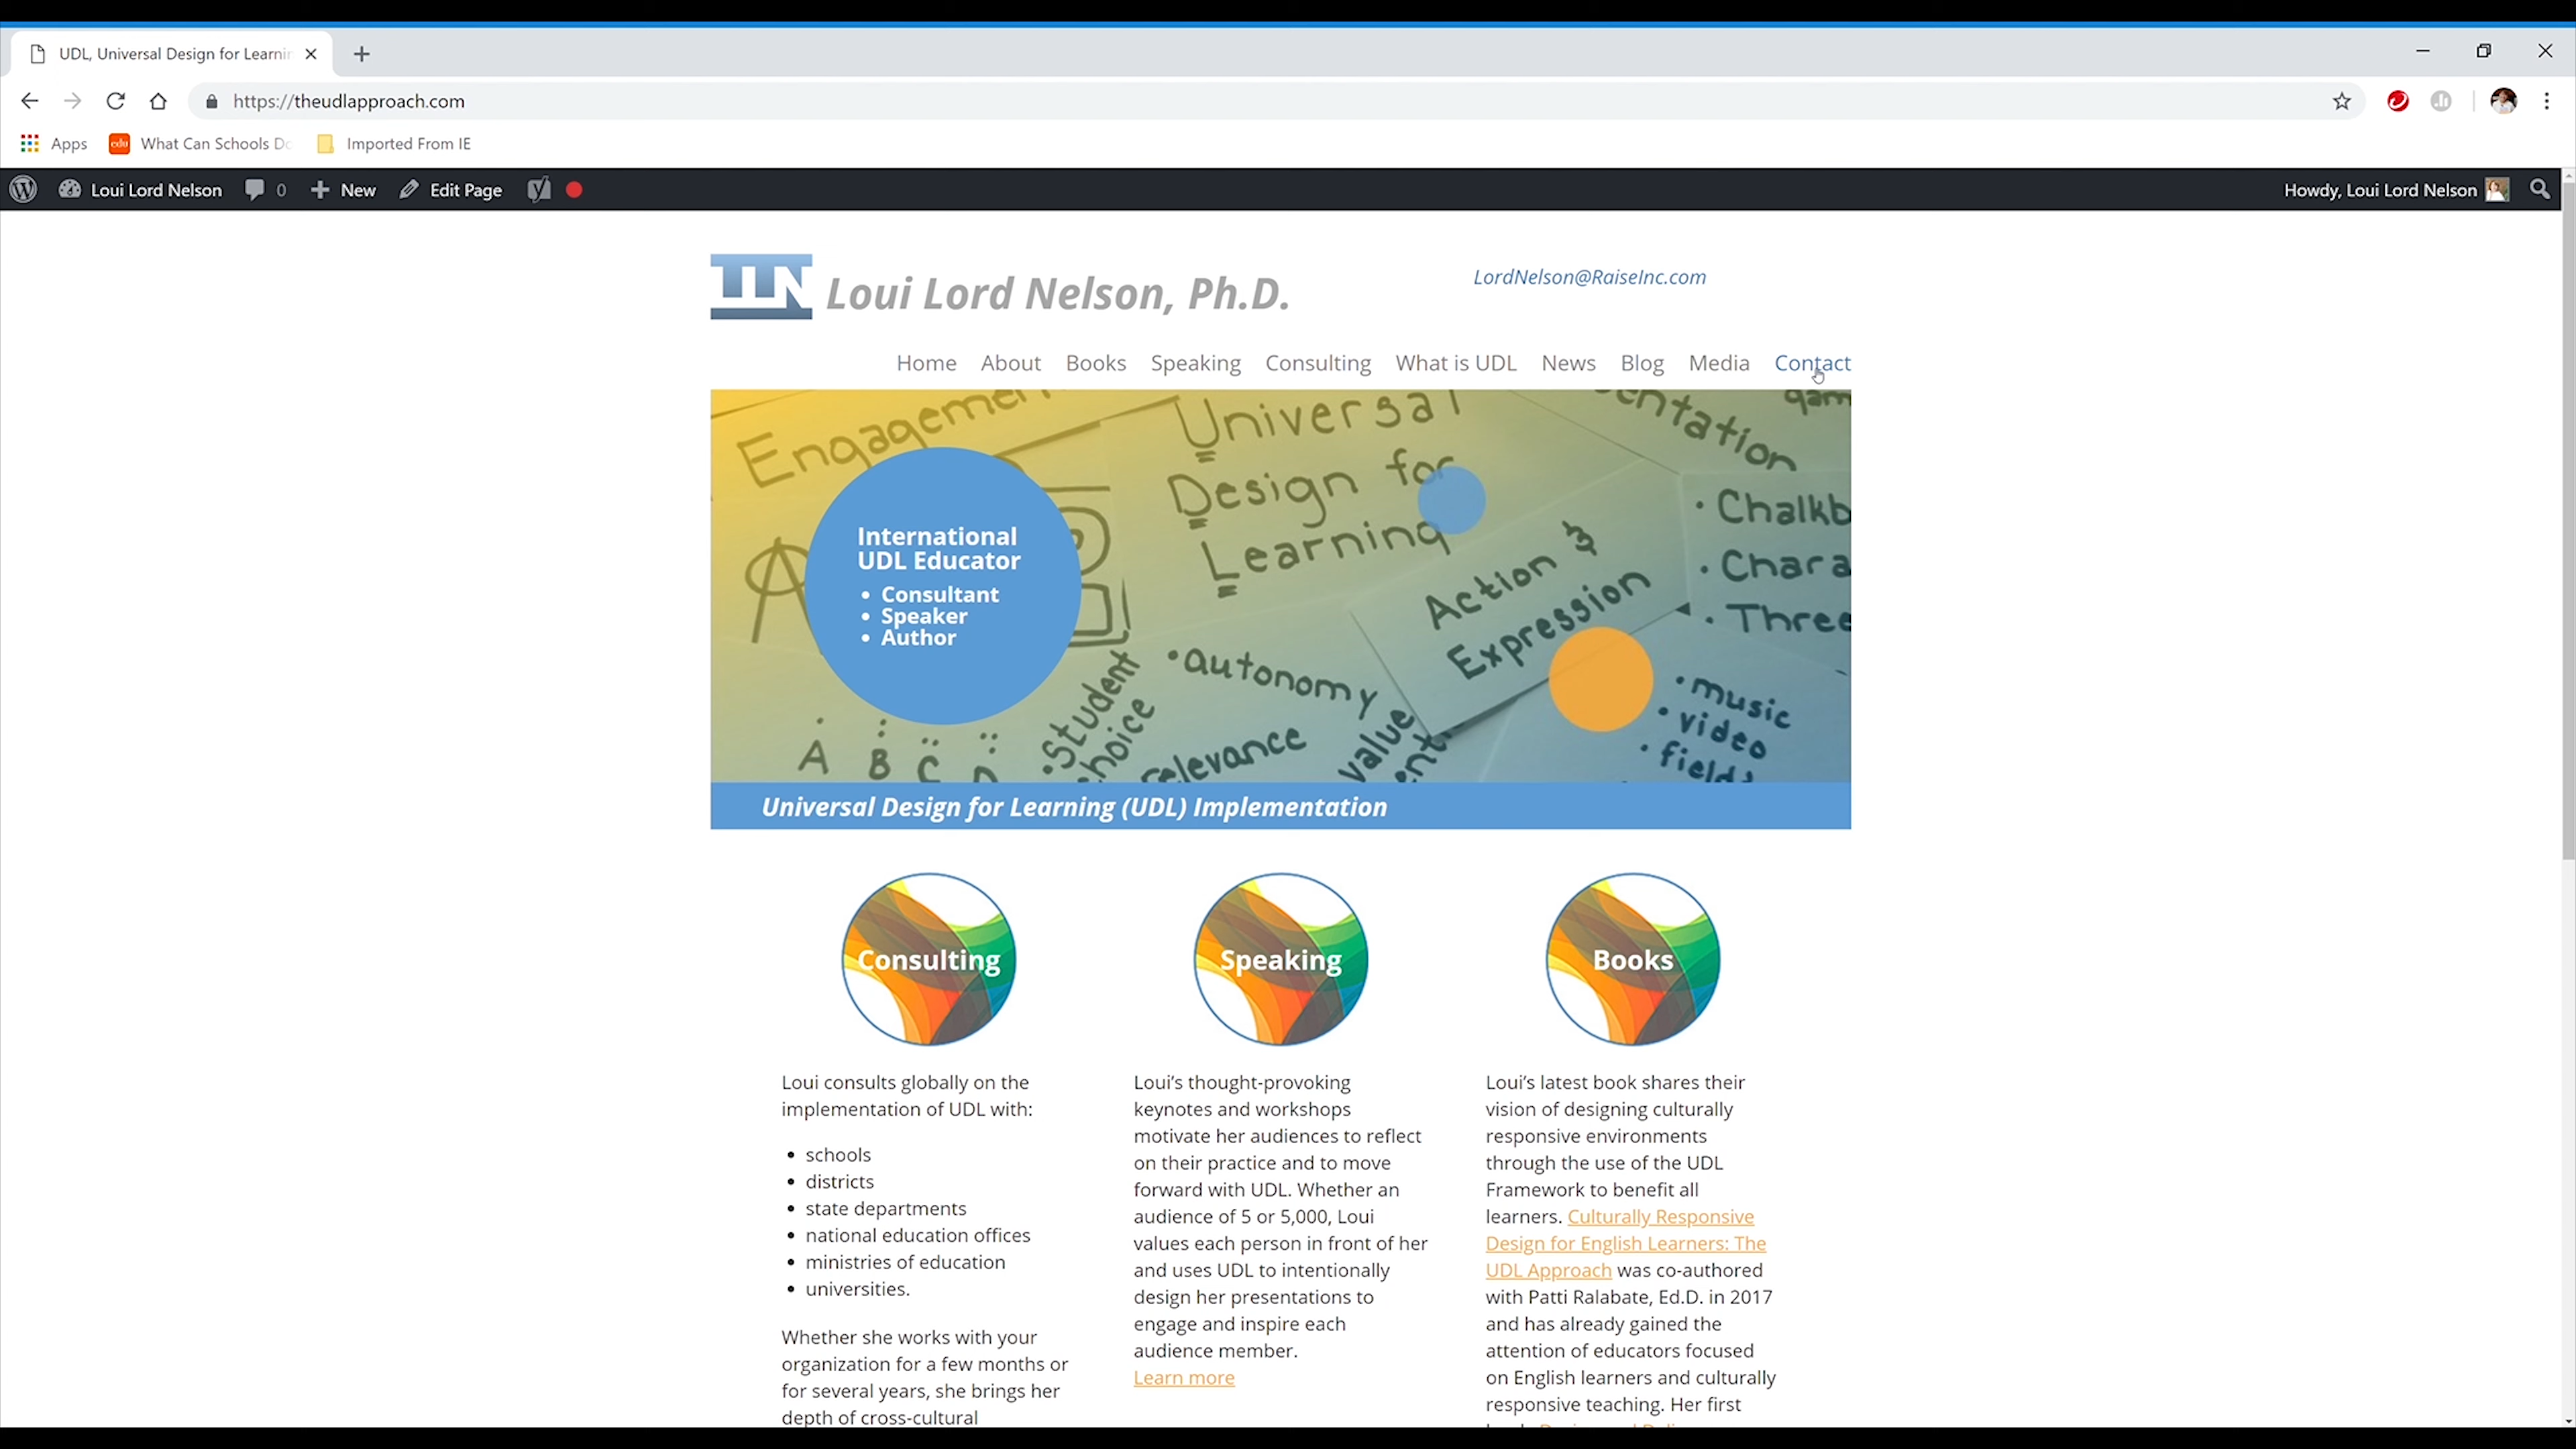 UDL, Universal Design for Learnin
https://theudlapproach.com
Apps
What Can Schools Do
Imported From IE
Loui Lord Nelson
0
New
Edit Page
Howdy, Loui Lord Nelson
LLN
Loui Lord Nelson, Ph.D.
LordNelson@RaiseInc.com
Home About Books Speaking Consulting What is UDL News Blog Media Contact
Engagement
Universal
Design for
Learning
Action &
Expression
• Chalkb
• Chara
• Three
International
UDL Educator
• Consultant
• Speaker
• Author
A B C
• Student
choice
• autonomy
relevance
value
• music
• video
• field
Universal Design for Learning (UDL) Implementation
Consulting
Loui consults globally on the
implementation of UDL with:
• schools
• districts
• state departments
• national education offices
• ministries of education
• universities.
Whether she works with your
organization for a few months or
for several years, she brings her
depth of cross-cultural
Speaking
Loui’s thought-provoking
keynotes and workshops
motivate her audiences to reflect
on their practice and to move
forward with UDL. Whether an
audience of 5 or 5,000, Loui
values each person in front of her
and uses UDL to intentionally
design her presentations to
engage and inspire each
audience member.
Learn more
Books
Loui’s latest book shares their
vision of designing culturally
responsive environments
through the use of the UDL
Framework to benefit all
learners. Culturally Responsive
Design for English Learners: The
UDL Approach was co-authored
with Patti Ralabate, Ed.D. in 2017
and has already gained the
attention of educators focused
on English learners and culturally
responsive teaching. Her first